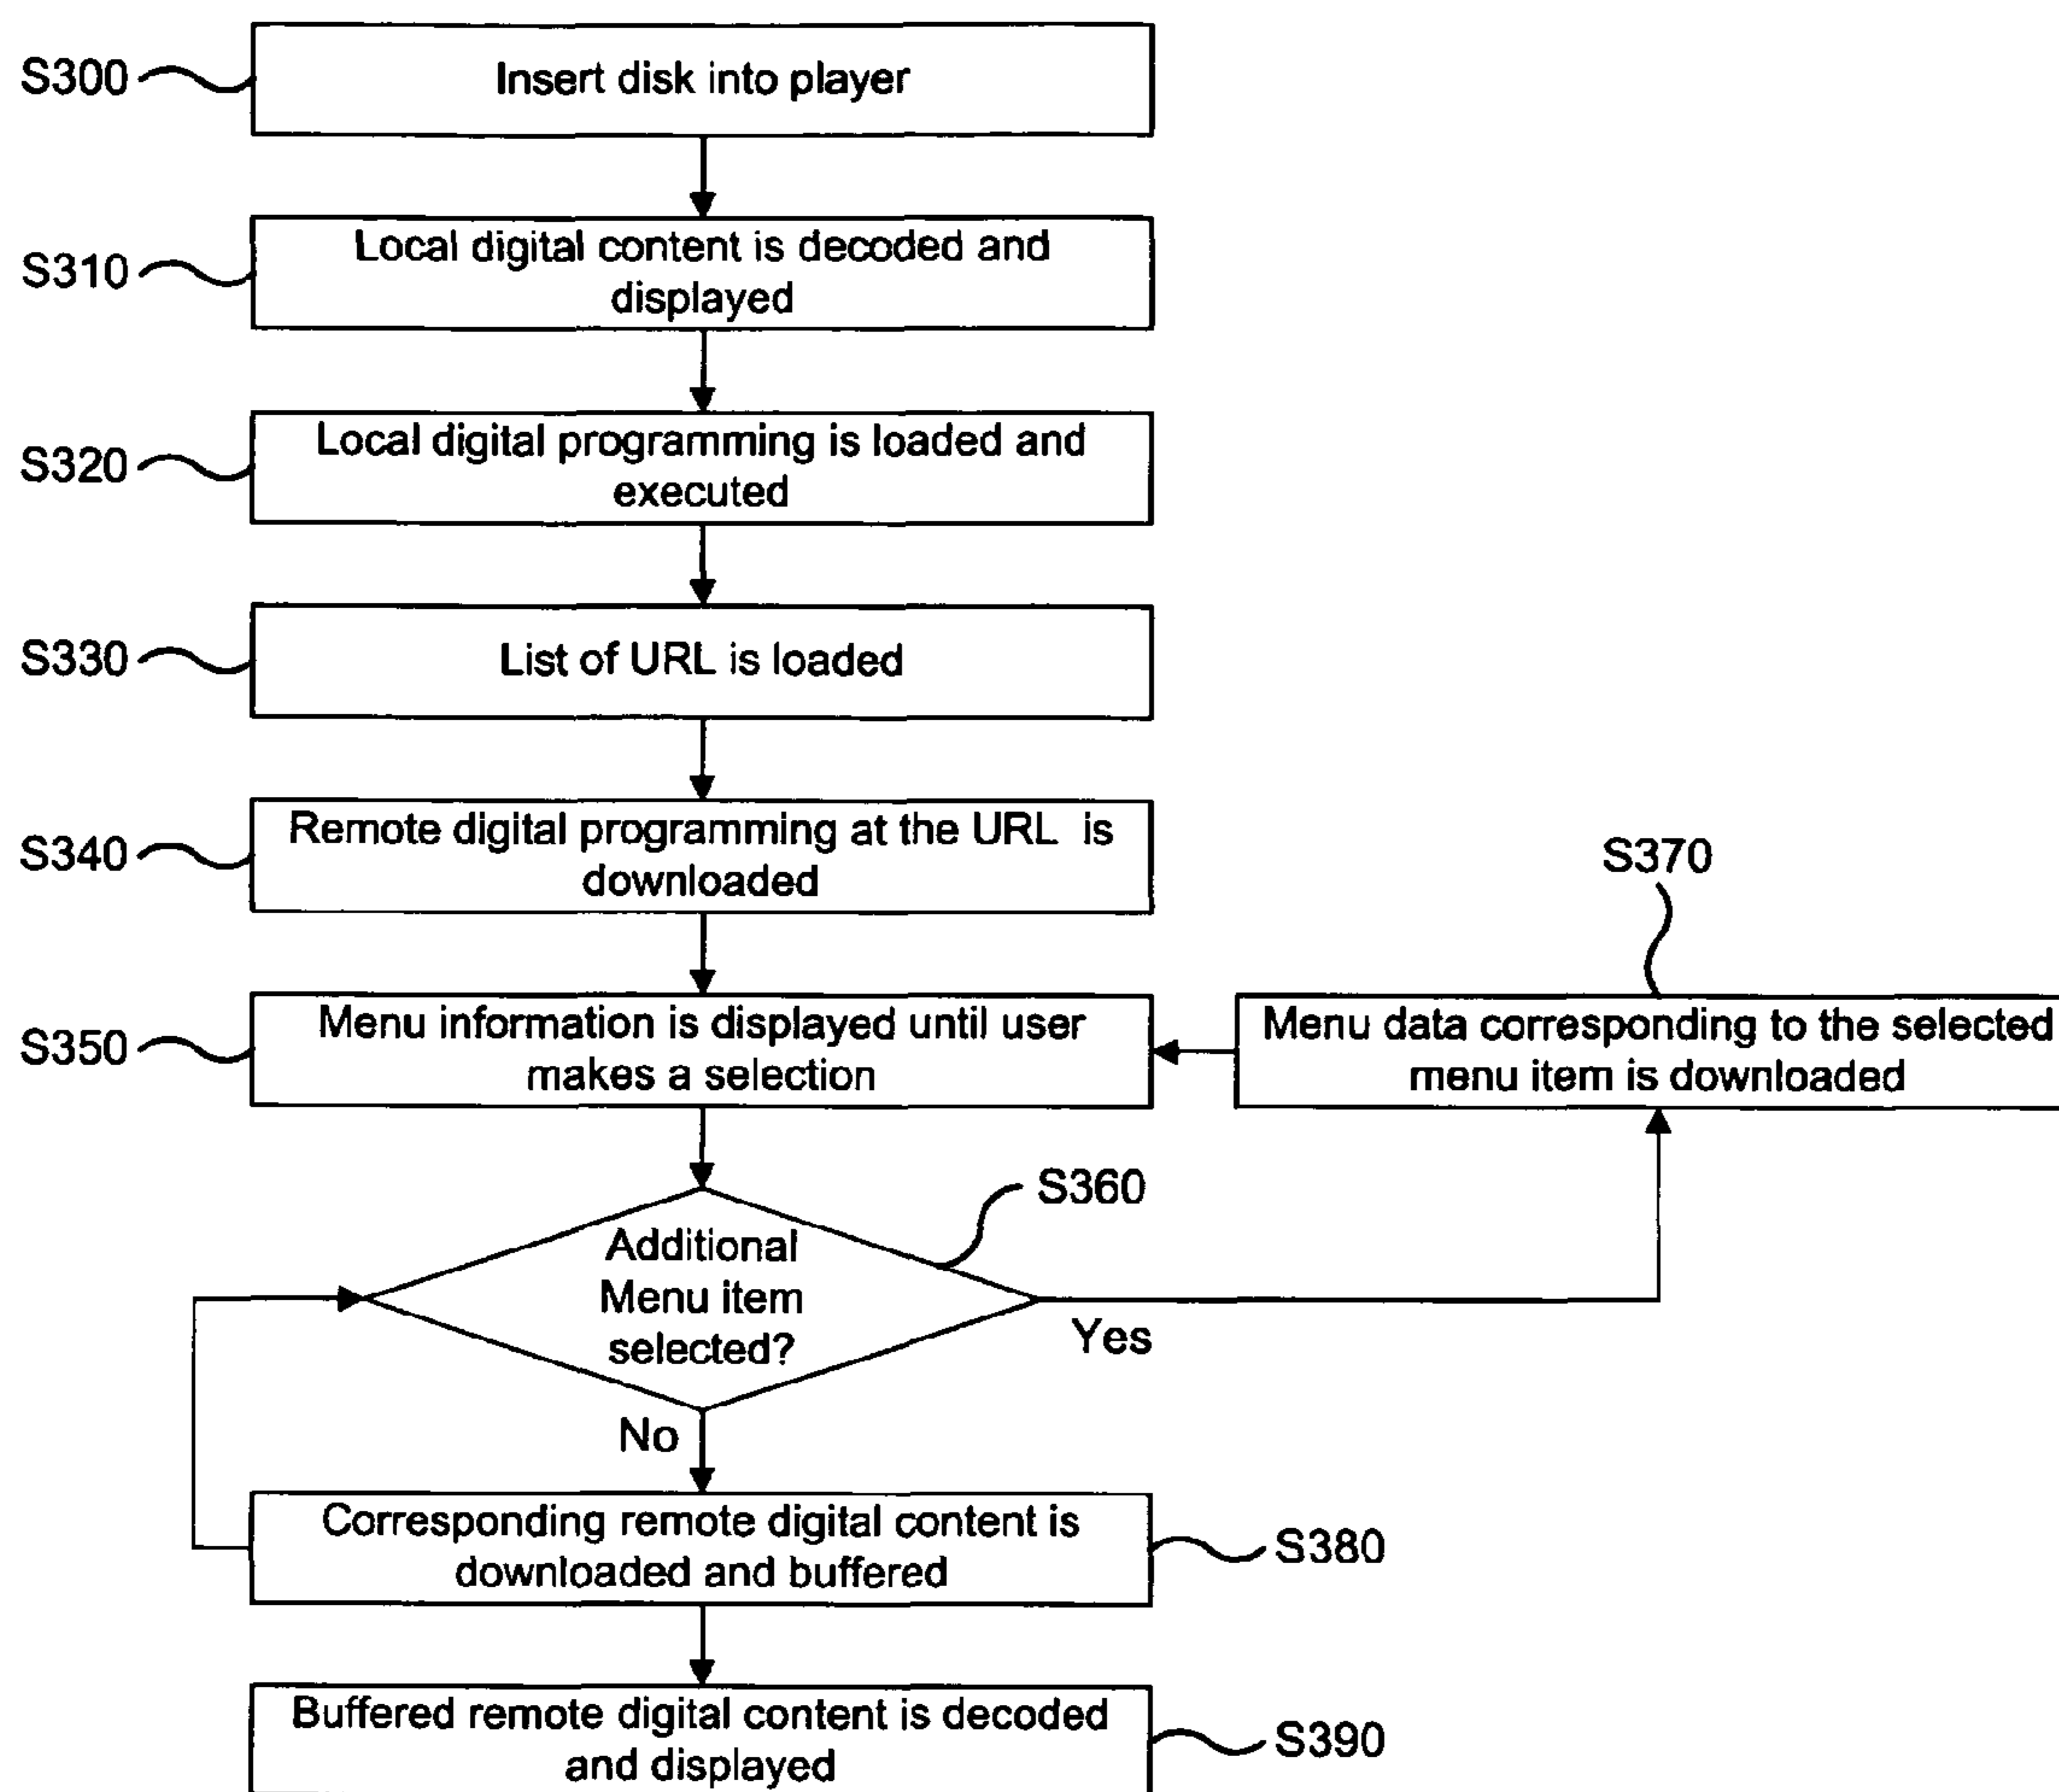 S300
Insert disk into player
S310
Local digital content is decoded and
displayed
S320
Local digital programming is loaded and
executed
S330
List of URL is loaded
S340
Remote digital programming at the URL is
downloaded
S350
Menu information is displayed until user
makes a selection
S370
Menu data corresponding to the selected
menu item is downloaded
S360
Additional
Menu item
selected?
Yes
No
Corresponding remote digital content is
downloaded and buffered
S380
Buffered remote digital content is decoded
and displayed
S390